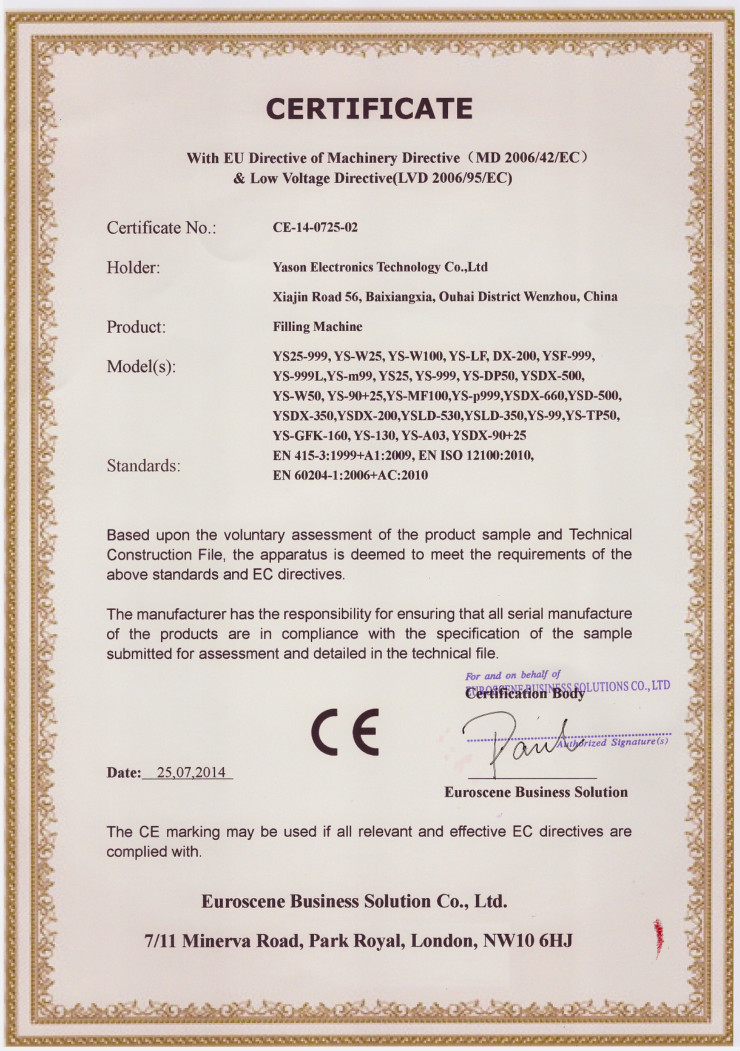 CERTIFICATE
With EU Directive of Machinery Directive（MD 2006/42/EC）
& Low Voltage Directive(LVD 2006/95/EC)
Certificate No.: CE-14-0725-02
Holder: Yason Electronics Technology Co.,Ltd
Xiajin Road 56, Baixiangxia, Ouhai District Wenzhou, China
Product: Filling Machine
Model(s): YS25-999, YS-W25, YS-W100, YS-LF, DX-200, YSF-999,
YS-999L,YS-m99, YS25, YS-999, YS-DP50, YSDX-500,
YS-W50, YS-90+25,YS-MF100,YS-p999,YSDX-660,YSD-500,
YSDX-350,YSDX-200,YSLD-530,YSLD-350,YS-99,YS-TP50,
YS-GFK-160, YS-130, YS-A03, YSDX-90+25
Standards: EN 415-3:1999+A1:2009, EN ISO 12100:2010,
EN 60204-1:2006+AC:2010
Based upon the voluntary assessment of the product sample and Technical
Construction File, the apparatus is deemed to meet the requirements of the
above standards and EC directives.
The manufacturer has the responsibility for ensuring that all serial manufacture
of the products are in compliance with the specification of the sample
submitted for assessment and detailed in the technical file.
For and on behalf of
EUROSCENE BUSINESS SOLUTIONS CO., LTD
Certification Body
CE
Authorized Signature(s)
Date: 25,07,2014
Euroscene Business Solution
The CE marking may be used if all relevant and effective EC directives are
complied with.
Euroscene Business Solution Co., Ltd.
7/11 Minerva Road, Park Royal, London, NW10 6HJ